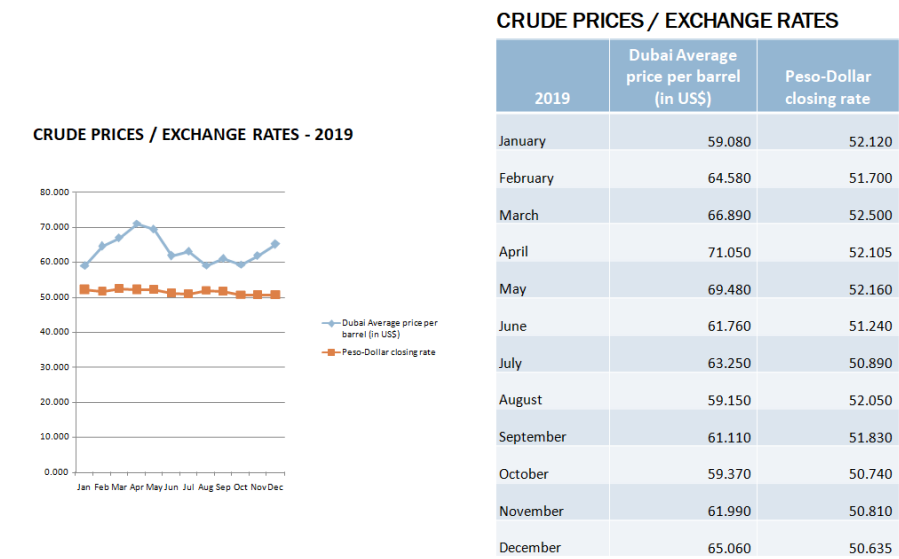 CRUDE PRICES / EXCHANGE RATES - 2019
80.000
70.000
60.000
50.000
40.000
30.000
20.000
10.000
0.000
Jan Feb Mar Apr May Jun Jul Aug Sep Oct Nov Dec
Dubai Average price per
barrel (in US$)
Peso-Dollar closing rate
CRUDE PRICES / EXCHANGE RATES
2019 Dubai Average price per barrel (in US$) Peso-Dollar closing rate
January 59.080 52.120
February 64.580 51.700
March 66.890 52.500
April 71.050 52.105
May 69.480 52.160
June 61.760 51.240
July 63.250 50.890
August 59.150 52.050
September 61.110 51.830
October 59.370 50.740
November 61.990 50.810
December 65.060 50.635